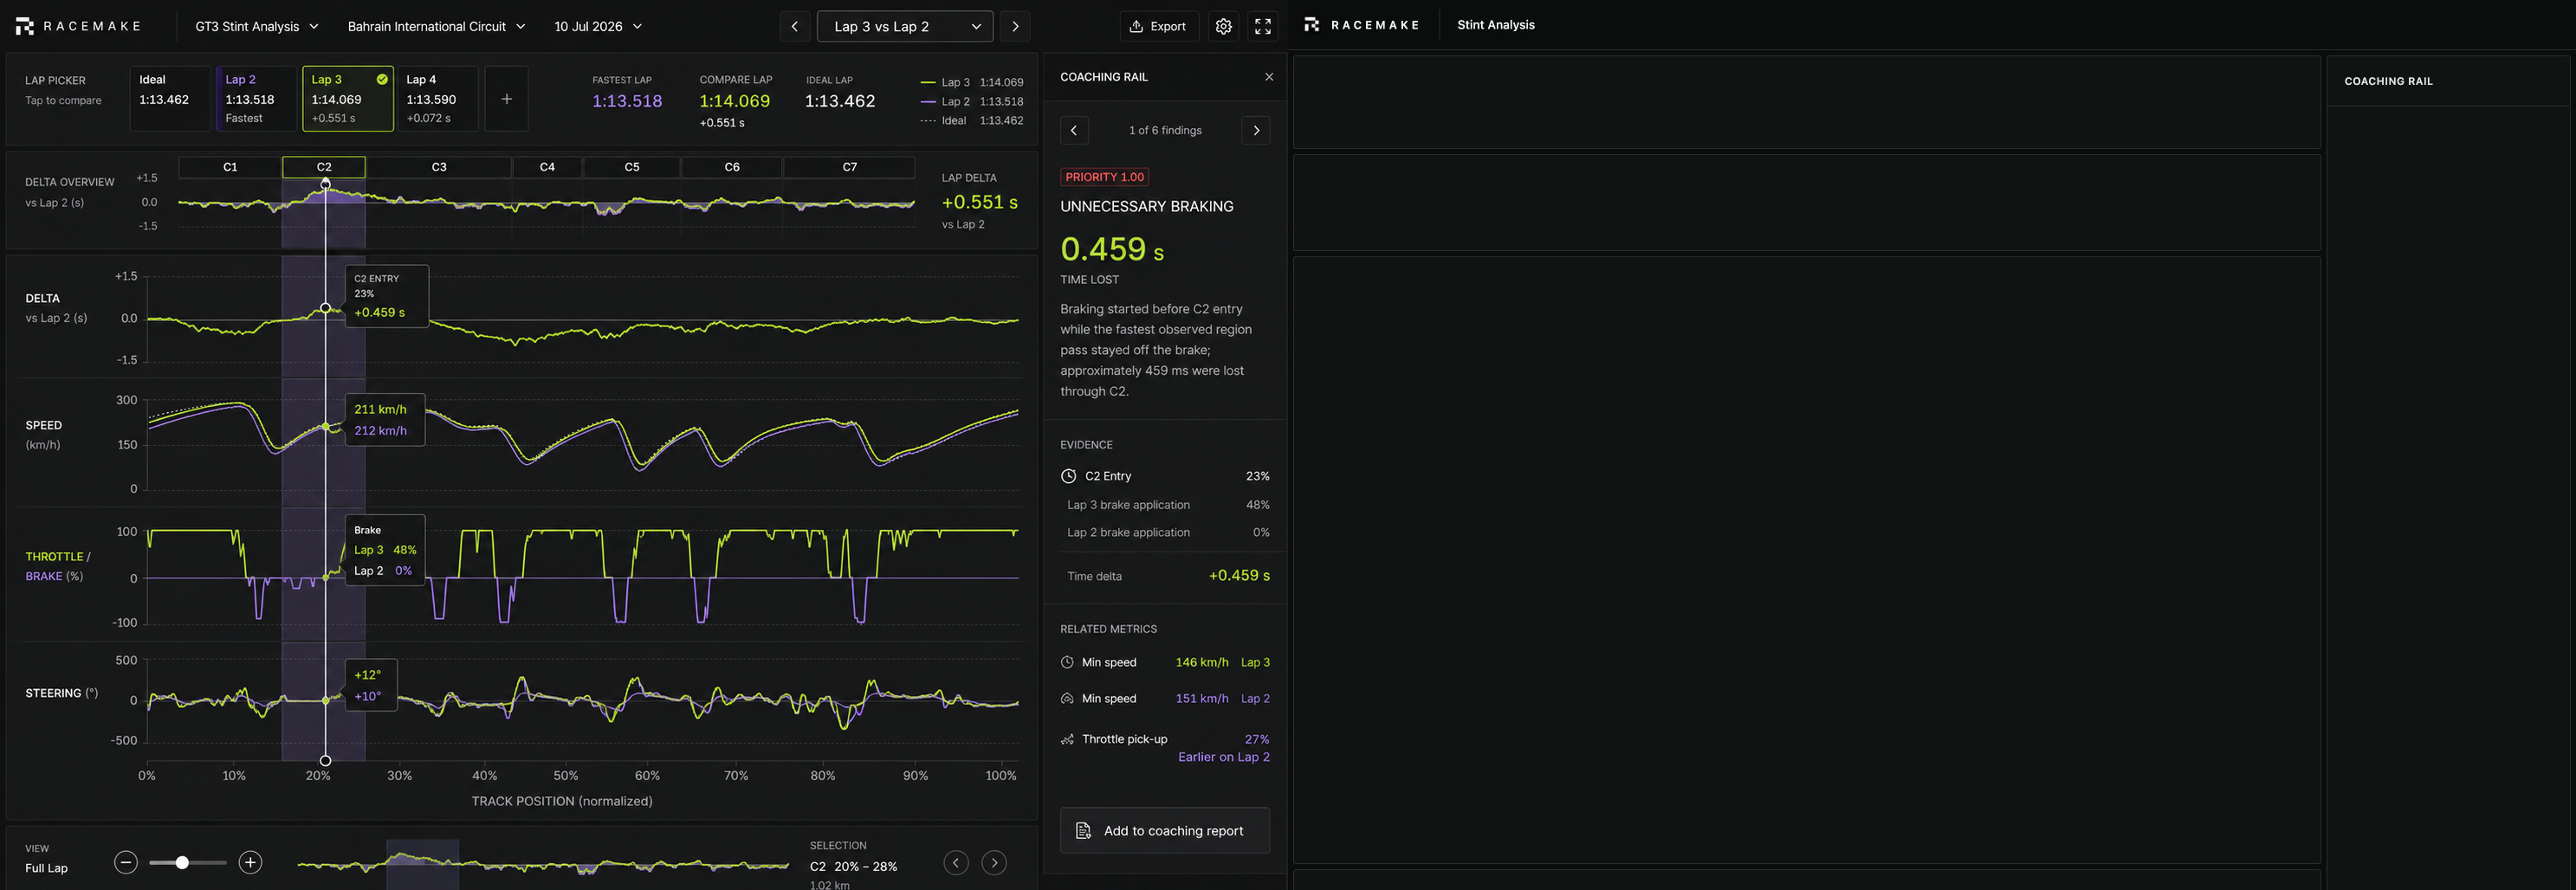 RACEMAKE
GT3 Stint Analysis
Bahrain International Circuit
10 Jul 2026
Lap 3 vs Lap 2
Export
LAP PICKER
Tap to compare
Ideal
1:13.462
Lap 2
1:13.518
Fastest
Lap 3
1:14.069
+0.551 s
Lap 4
1:13.590
+0.072 s
+
FASTEST LAP
1:13.518
COMPARE LAP
1:14.069
+0.551 s
IDEAL LAP
1:13.462
Lap 3 1:14.069
Lap 2 1:13.518
Ideal 1:13.462
C1 C2 C3 C4 C5 C6 C7
DELTA OVERVIEW
vs Lap 2 (s)
+1.5
0.0
-1.5
LAP DELTA
+0.551 s
vs Lap 2
DELTA
vs Lap 2 (s)
+1.5
0.0
-1.5
C2 ENTRY
23%
+0.459 s
SPEED
(km/h)
300
150
0
211 km/h
212 km/h
THROTTLE /
BRAKE (%)
100
0
-100
Brake
Lap 3 48%
Lap 2 0%
STEERING (°)
500
0
-500
+12°
+10°
0% 10% 20% 30% 40% 50% 60% 70% 80% 90% 100%
TRACK POSITION (normalized)
VIEW
Full Lap
SELECTION
C2 20% – 28%
1.02 km
COACHING RAIL
1 of 6 findings
PRIORITY 1.00
UNNECESSARY BRAKING
0.459 s
TIME LOST
Braking started before C2 entry
while the fastest observed region
pass stayed off the brake;
approximately 459 ms were lost
through C2.
EVIDENCE
C2 Entry 23%
Lap 3 brake application 48%
Lap 2 brake application 0%
Time delta +0.459 s
RELATED METRICS
Min speed 146 km/h Lap 3
Min speed 151 km/h Lap 2
Throttle pick-up 27%
Earlier on Lap 2
Add to coaching report
RACEMAKE
Stint Analysis
COACHING RAIL